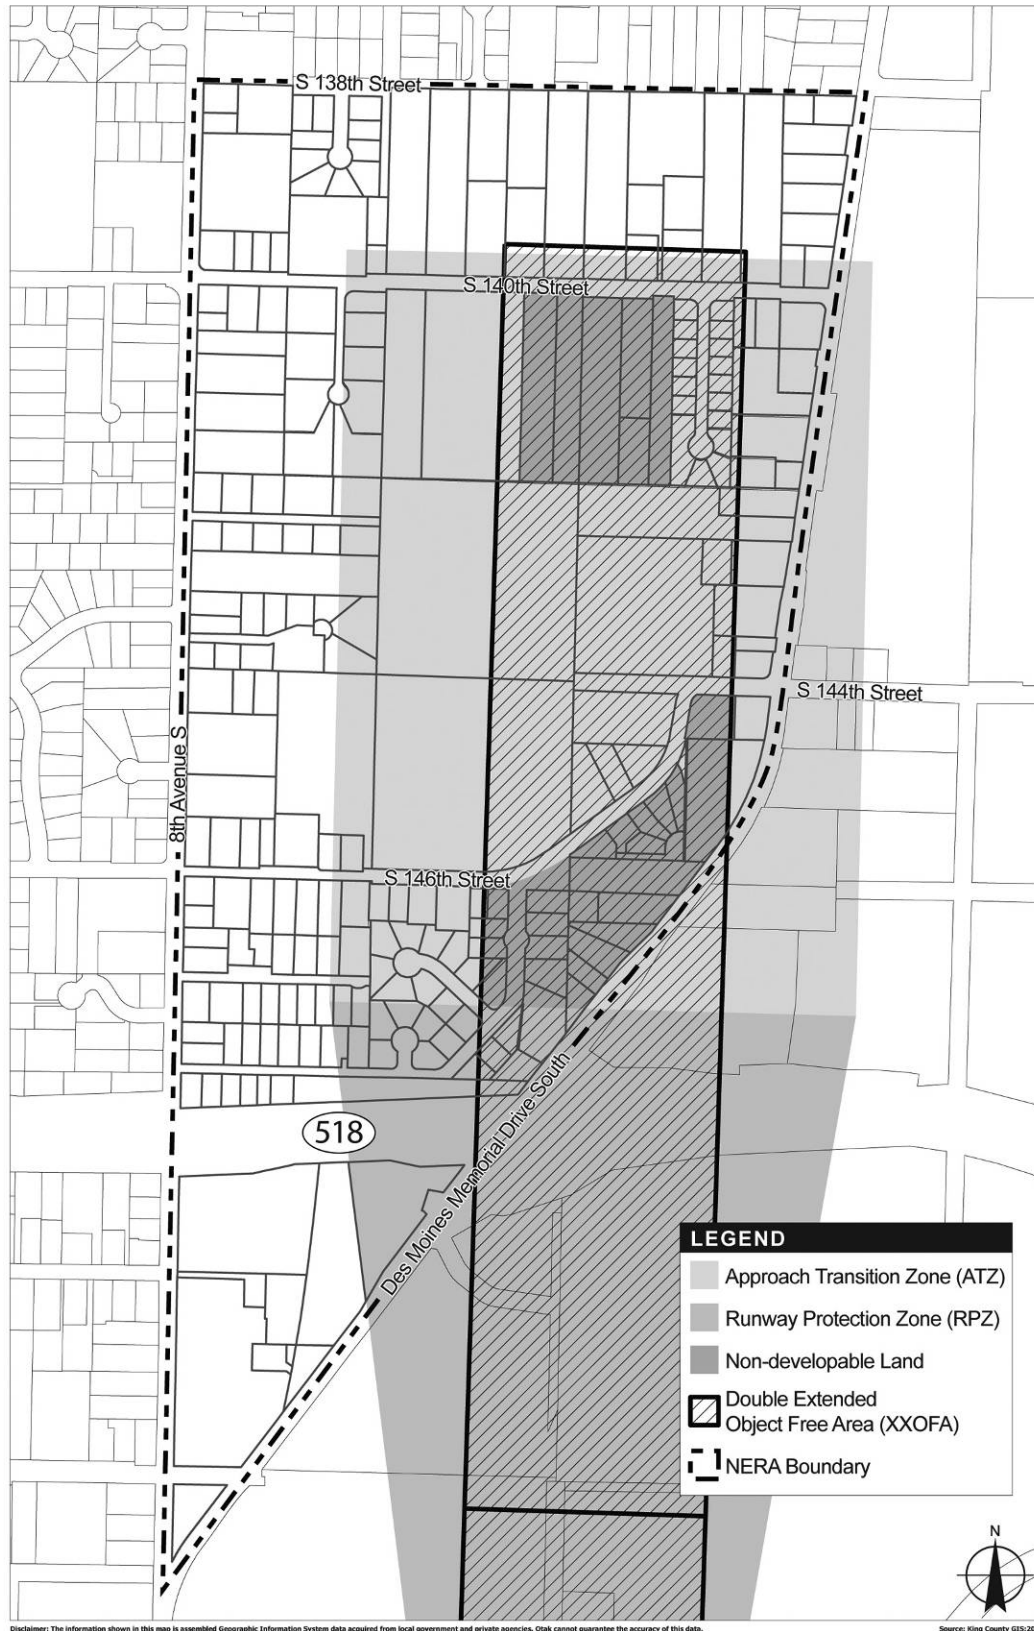 S 138th Street
S 140th Street
S 144th Street
8th Avenue S
S 146th Street
518
Des Moines Memorial Drive South
LEGEND
Approach Transition Zone (ATZ)
Runway Protection Zone (RPZ)
Non-developable Land
Double Extended
Object Free Area (XXOFA)
NERA Boundary
N
Disclaimer: The information shown in this map is assembled Geographic Information System data acquired from local government and private agencies. Otak cannot guarantee the accuracy of this data.
Source: King County GIS: